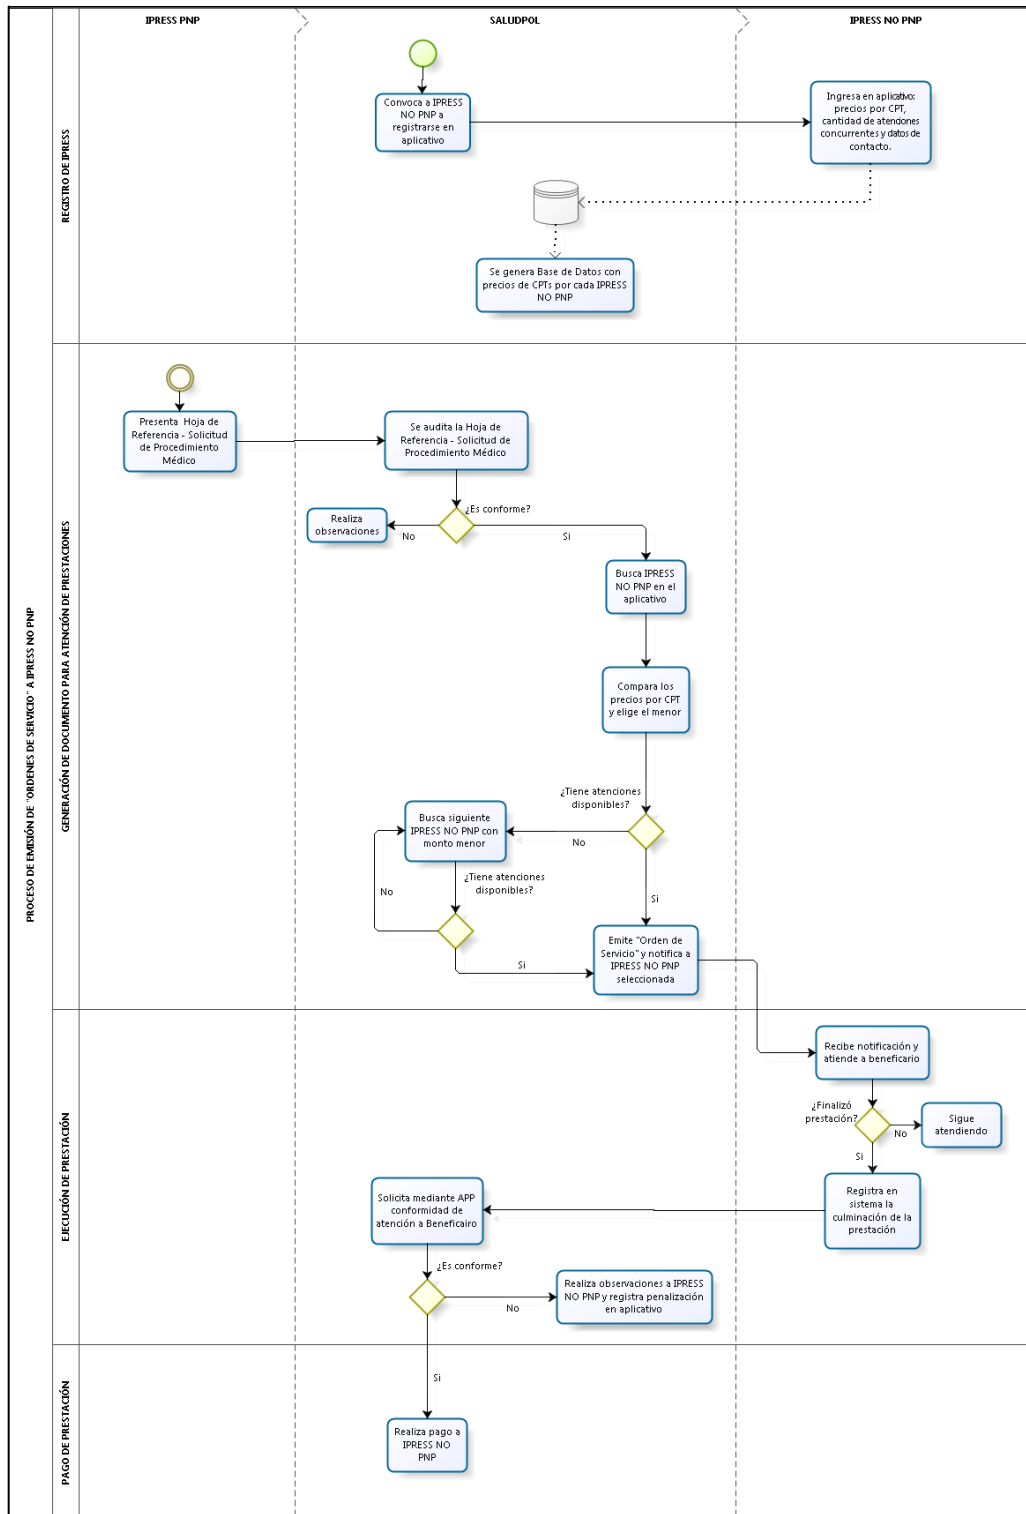 IPRESS PNP
SALUDPOL
IPRESS NO PNP
PROCESO DE EMISIÓN DE "ORDENES DE SERVICIO" A IPRESS NO PNP
REGISTRO DE IPRESS
Convoca a IPRESS
NO PNP a
registrarse en
aplicativo
Ingresa en aplicativo:
precios por CPT,
cantidad de atendones
concurrentes y datos de
contacto.
Se genera Base de Datos con
precios de CPTs por cada IPRESS
NO PNP
GENERACIÓN DE DOCUMENTO PARA ATENCIÓN DE PRESTACIONES
Presenta Hoja de
Referencia - Solicitud
de Procedimiento
Médico
Se audita la Hoja de
Referencia - Solicitud de
Procedimiento Médico
¿Es conforme?
Realiza
observaciones
No
Si
Busca IPRESS
NO PNP en el
aplicativo
Compara los
precios por CPT
y elige el menor
¿Tiene atenciones
disponibles?
Busca siguiente
IPRESS NO PNP con
monto menor
No
¿Tiene atenciones
disponibles?
No
Si
Si
Emite "Orden de
Servicio" y notifica a
IPRESS NO PNP
seleccionada
EJECUCIÓN DE PRESTACIÓN
Recibe notificación y
atiende a beneficario
¿Finalizó
prestación?
No
Sigue
atendiendo
Si
Registra en
sistema la
culminación de la
prestación
Solicita mediante APP
conformidad de
atención a Beneficairo
¿Es conforme?
No
Realiza observaciones a IPRESS
NO PNP y registra penalización
en aplicativo
Si
PAGO DE PRESTACIÓN
Realiza pago a
IPRESS NO
PNP